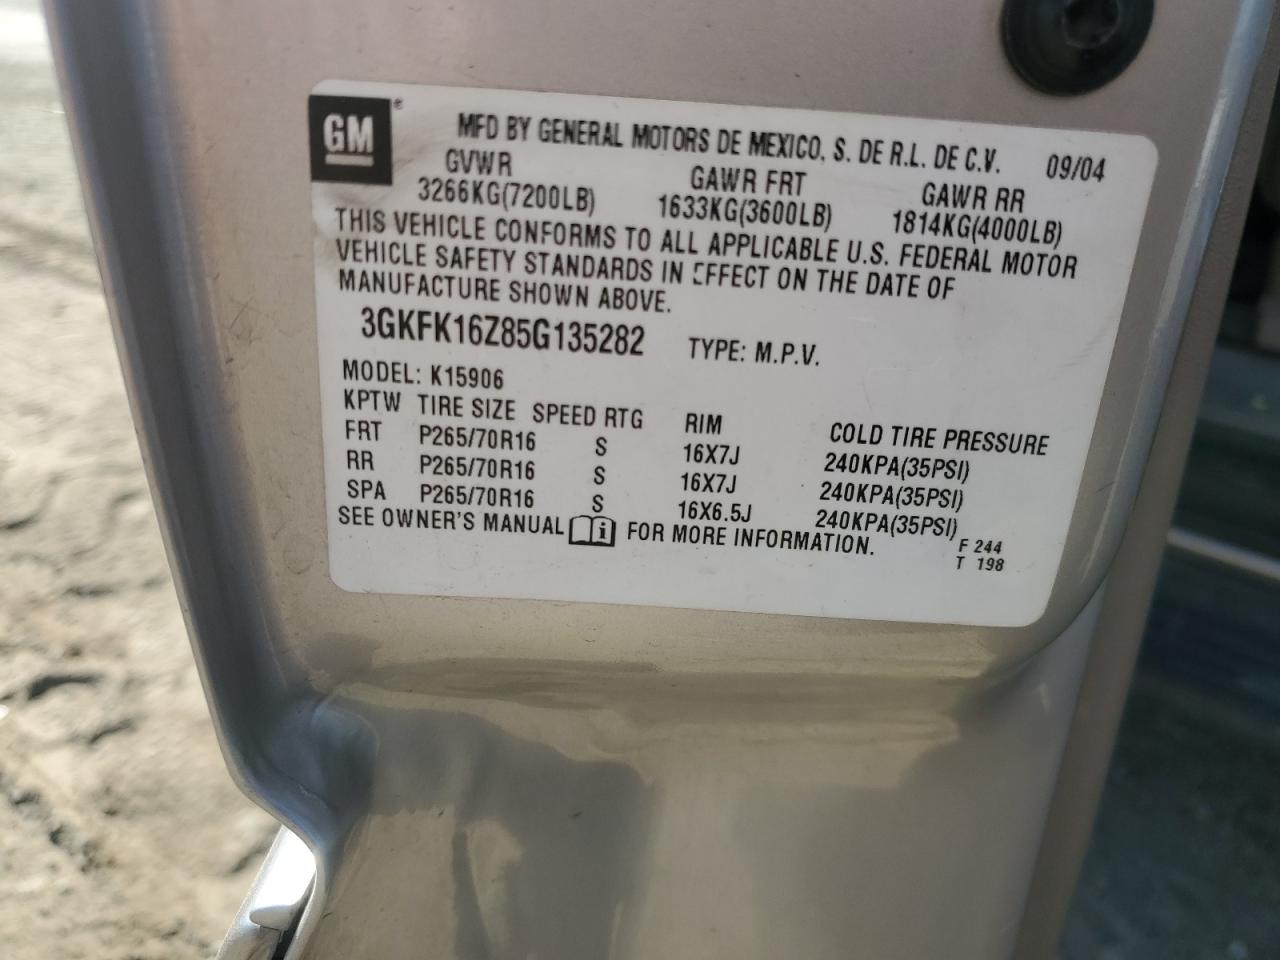 GM ® MFD BY GENERAL MOTORS DE MEXICO, S. DE R.L. DE C.V. 09/04
GVWR GAWR FRT GAWR RR
3266KG(7200LB) 1633KG(3600LB) 1814KG(4000LB)
THIS VEHICLE CONFORMS TO ALL APPLICABLE U.S. FEDERAL MOTOR
VEHICLE SAFETY STANDARDS IN EFFECT ON THE DATE OF
MANUFACTURE SHOWN ABOVE.
3GKFK16Z85G135282 TYPE: M.P.V.
MODEL: K15906
KPTW TIRE SIZE SPEED RTG RIM COLD TIRE PRESSURE
FRT P265/70R16 S 16X7J 240KPA(35PSI)
RR P265/70R16 S 16X7J 240KPA(35PSI)
SPA P265/70R16 S 16X6.5J 240KPA(35PSI)
SEE OWNER'S MANUAL i FOR MORE INFORMATION.
F 244
T 198